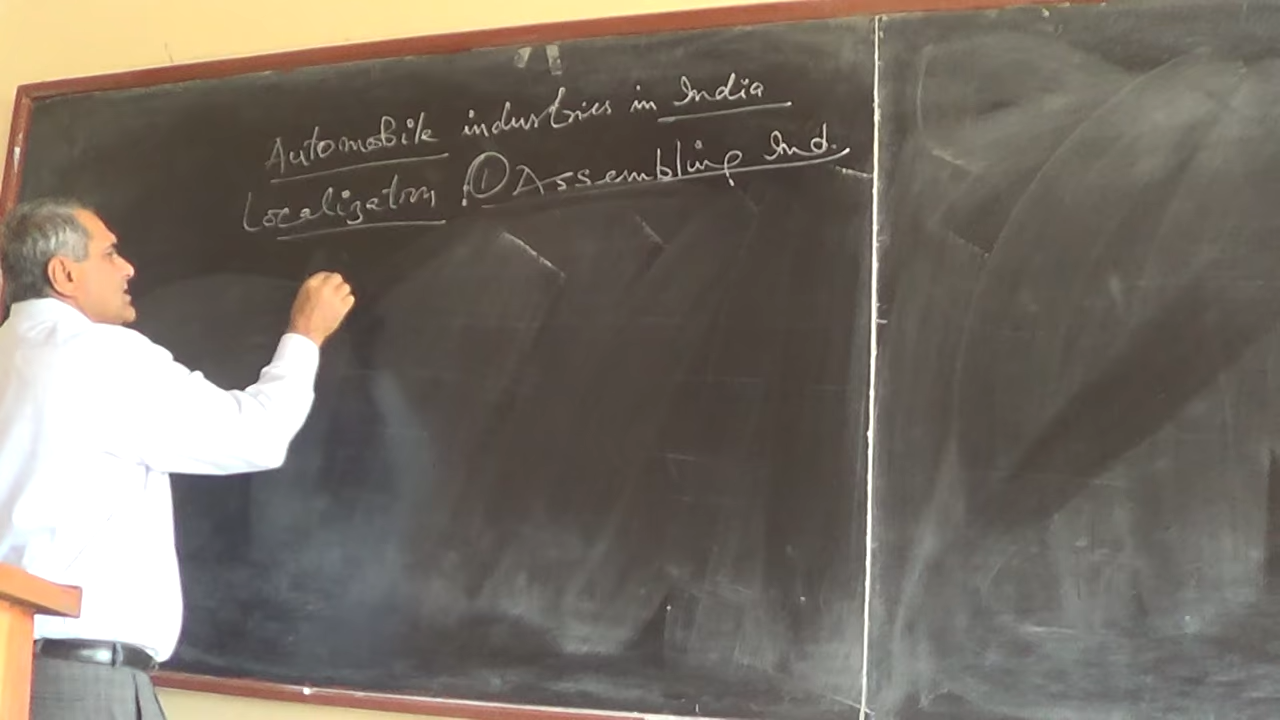 Automobile industries in India
Localization : ① Assembling Ind.